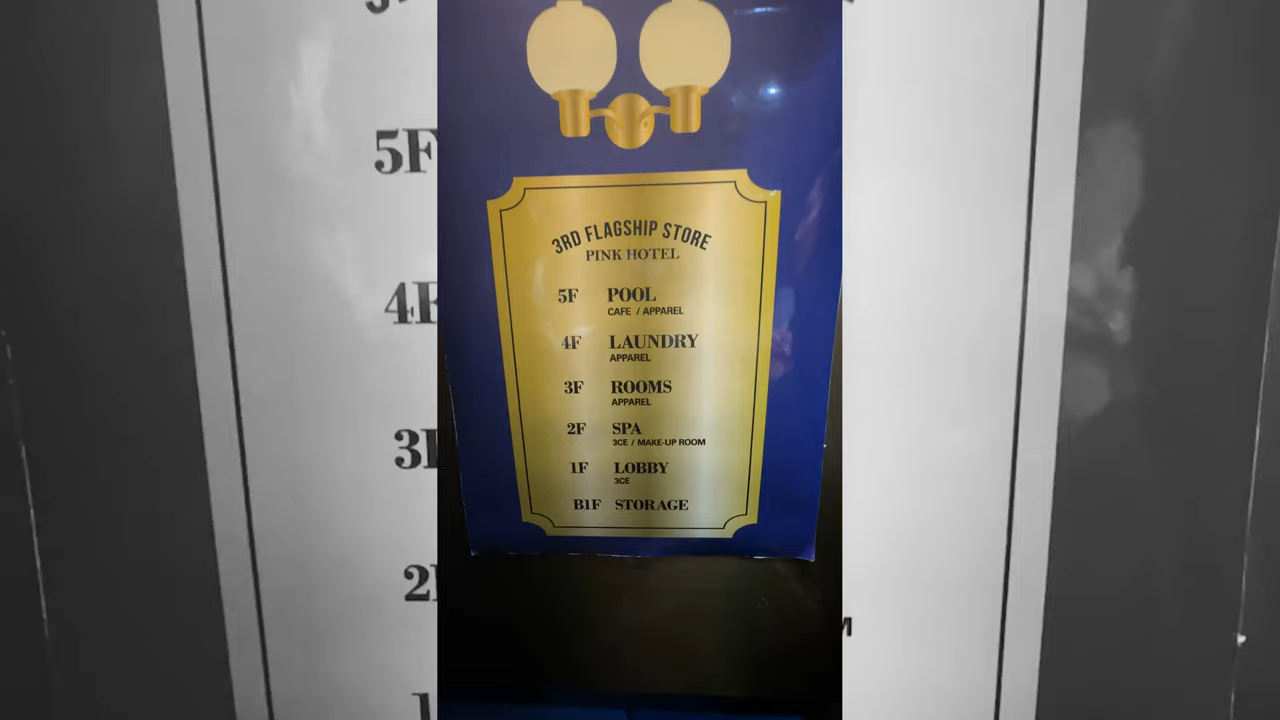 3RD FLAGSHIP STORE
PINK HOTEL
5F POOL
CAFE / APPAREL
4F LAUNDRY
APPAREL
3F ROOMS
APPAREL
2F SPA
3CE / MAKE-UP ROOM
1F LOBBY
3CE
B1F STORAGE